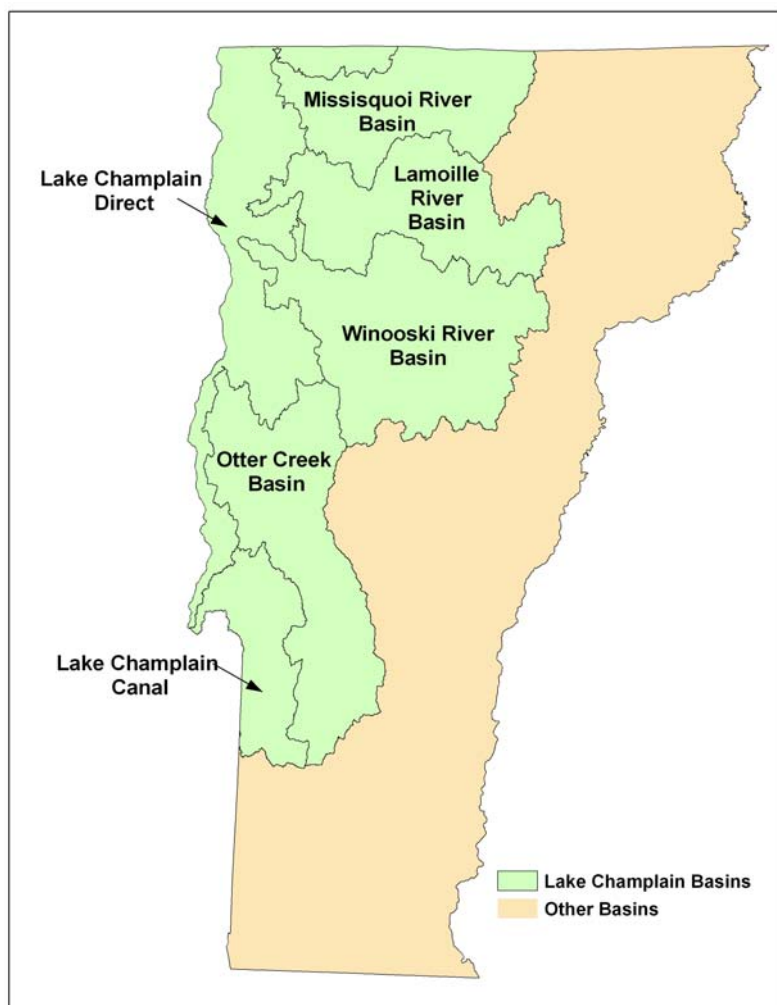 Missisquoi River
Basin
Lake Champlain
Direct
Lamoille
River
Basin
Winooski River
Basin
Otter Creek
Basin
Lake Champlain
Canal
Lake Champlain Basins
Other Basins